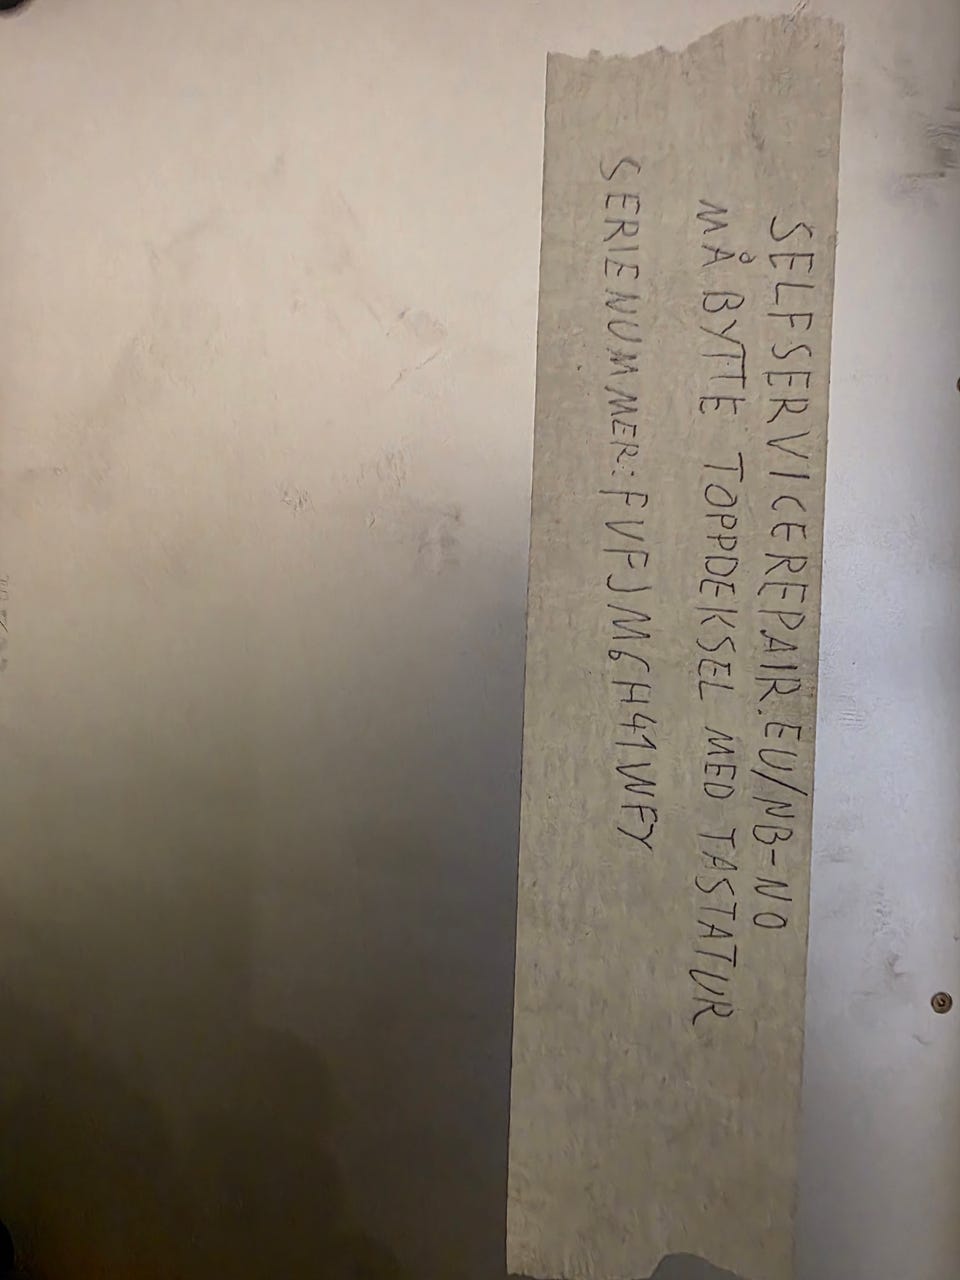 SELFSERVICEREPAIR.EU/NB-NO
MÅ BYTTE TOPPDEKSEL MED TASTATUR
SERIENUMMER: FVFJM6H41WFY